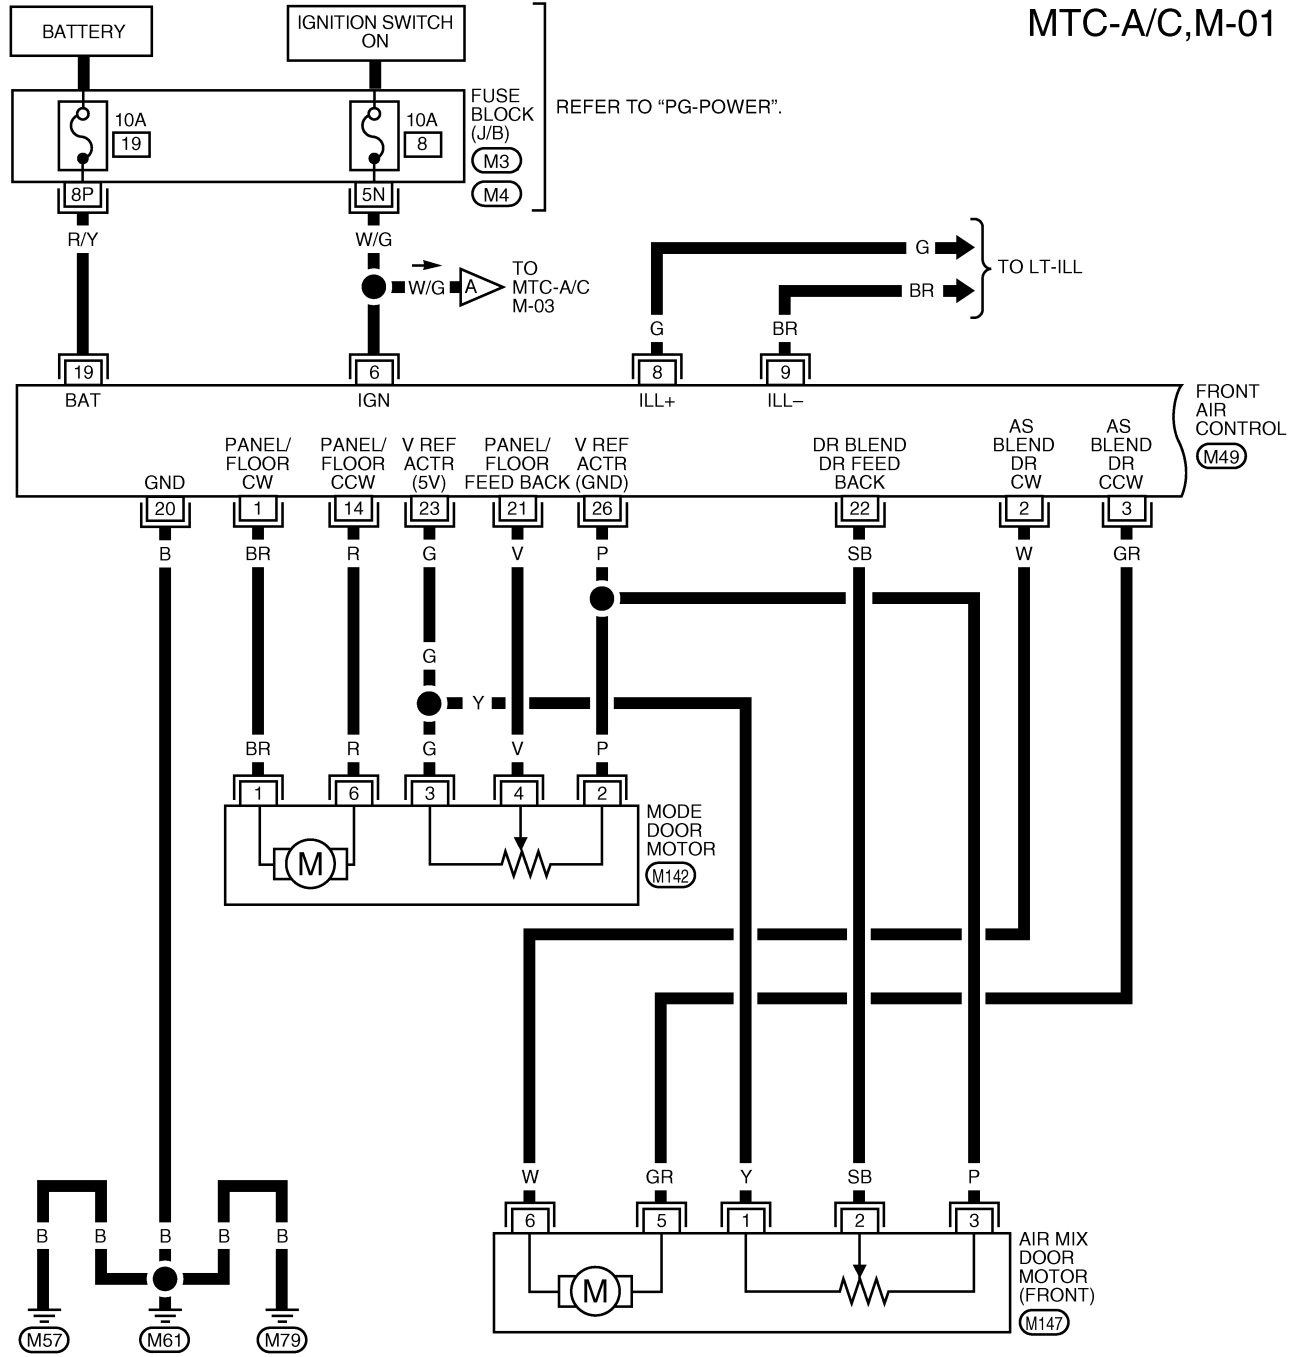 MTC-A/C,M-01
BATTERY
IGNITION SWITCH
ON
10A
19
10A
8
FUSE
BLOCK
(J/B)
M3
M4
REFER TO “PG-POWER”.
8P
5N
R/Y
W/G
W/G
A
TO
MTC-A/C
M-03
G
BR
TO LT-ILL
G
BR
19
6
8
9
BAT
IGN
ILL+
ILL–
FRONT
AIR
CONTROL
M49
GND
PANEL/
FLOOR
CW
PANEL/
FLOOR
CCW
V REF
ACTR
(5V)
PANEL/
FLOOR
FEED BACK
V REF
ACTR
(GND)
DR BLEND
DR FEED
BACK
AS
BLEND
DR
CW
AS
BLEND
DR
CCW
20
1
14
23
21
26
22
2
3
B
BR
R
G
V
P
SB
W
GR
G
Y
BR
R
G
V
P
1
6
3
4
2
M
MODE
DOOR
MOTOR
M142
W
GR
Y
SB
P
6
5
1
2
3
M
AIR MIX
DOOR
MOTOR
(FRONT)
M147
B
B
B
B
B
M57
M61
M79